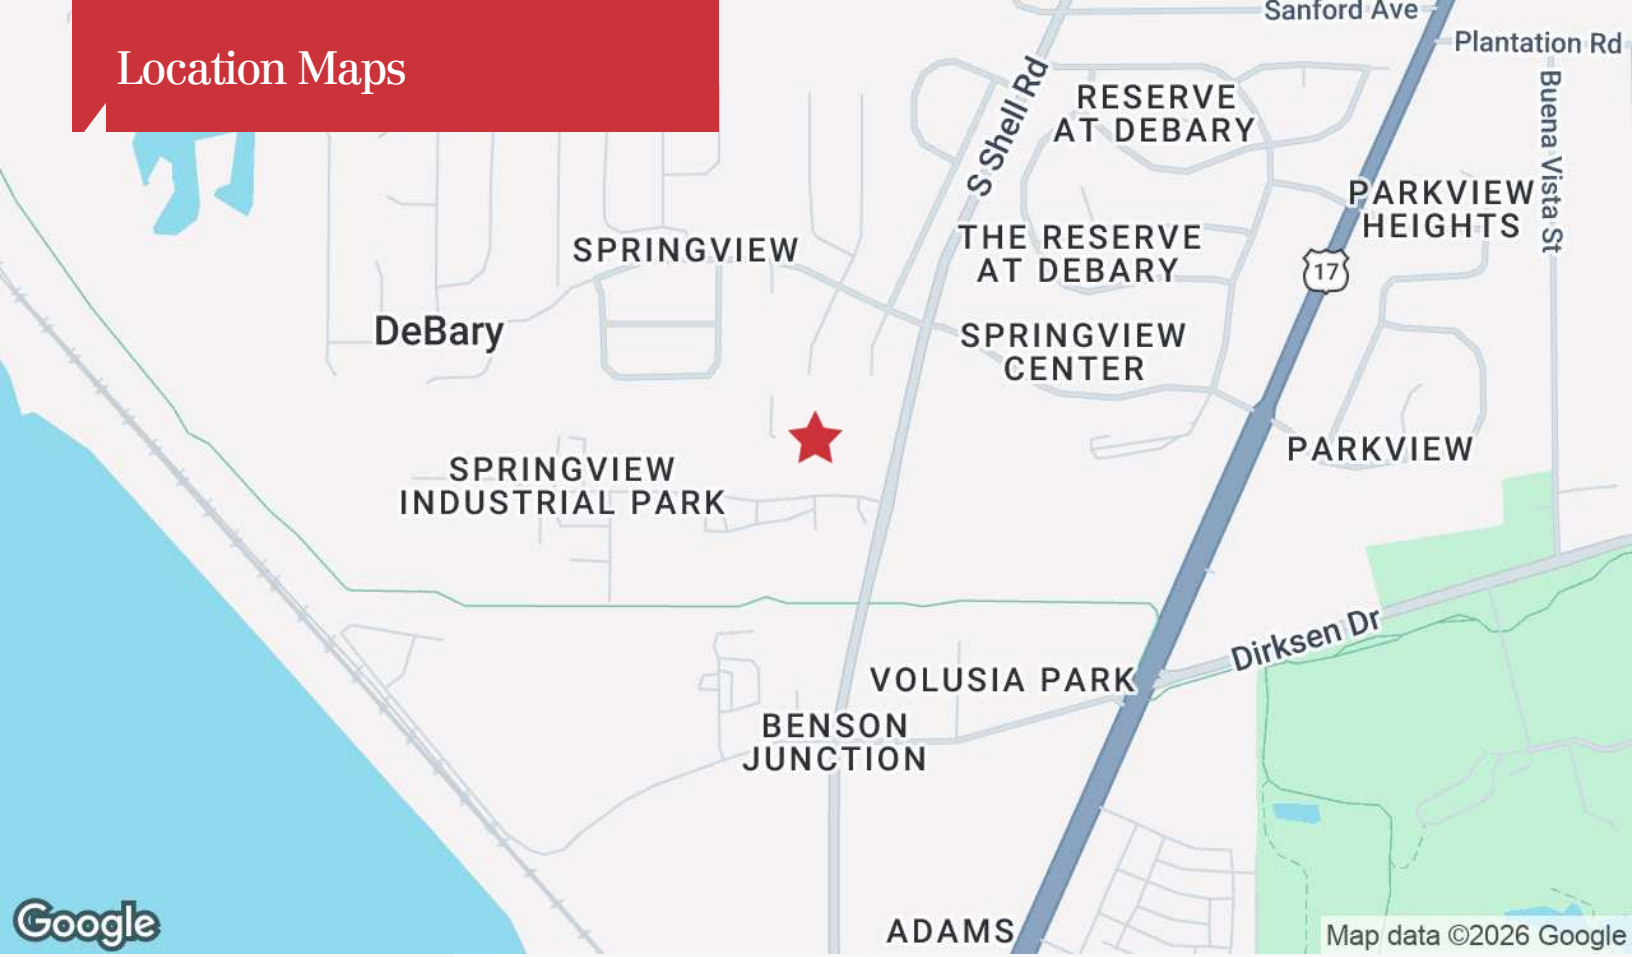 Location Maps
Sanford Ave
Plantation Rd
S Shell Rd
RESERVE
AT DEBARY
Buena Vista St
PARKVIEW
HEIGHTS
SPRINGVIEW
THE RESERVE
AT DEBARY
17
DeBary
SPRINGVIEW
CENTER
PARKVIEW
SPRINGVIEW
INDUSTRIAL PARK
Dirksen Dr
VOLUSIA PARK
BENSON
JUNCTION
ADAMS
Google
Map data ©2026 Google